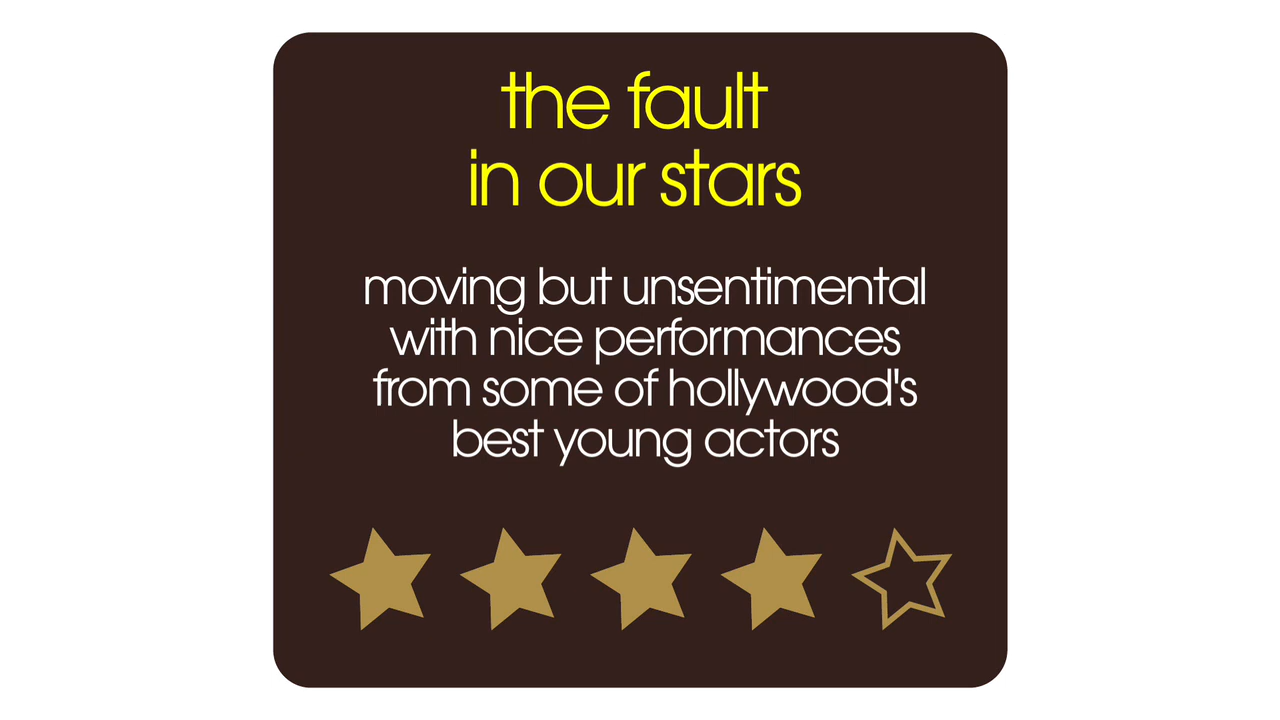 the fault
in our stars
moving but unsentimental
with nice performances
from some of hollywood's
best young actors